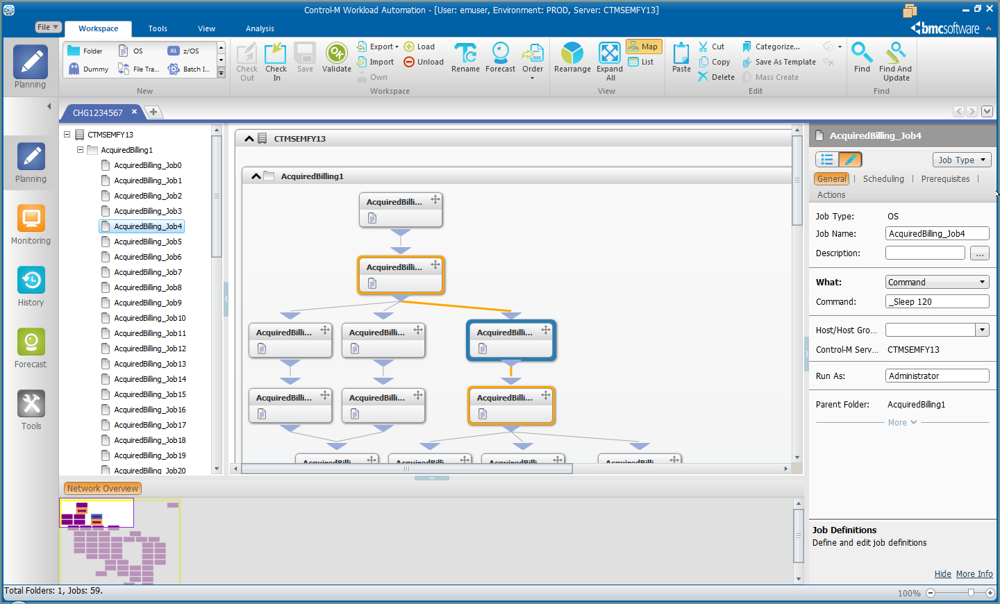 Control-M Workload Automation - [User: emuser, Environment: PROD, Server: CTMSEMFY13]
File
Workspace
Tools
View
Analysis
bmcsoftware
Planning
Folder
OS
KL
z/OS
Dummy
File Tra...
Batch I...
New
Check Out
Check In
Save
OK
Validate
Export
Import
Own
Load
Unload
Rename
Forecast
Order
Workspace
Rearrange
Expand All
Map
List
View
Paste
Cut
Copy
Delete
Categorize...
Save As Template
Mass Create
Edit
Find
Find And Update
Find
CHG1234567
Planning
Monitoring
History
Forecast
Tools
CTMSEMFY13
AcquiredBilling1
AcquiredBilling_Job0
AcquiredBilling_Job1
AcquiredBilling_Job2
AcquiredBilling_Job3
AcquiredBilling_Job4
AcquiredBilling_Job5
AcquiredBilling_Job6
AcquiredBilling_Job7
AcquiredBilling_Job8
AcquiredBilling_Job9
AcquiredBilling_Job10
AcquiredBilling_Job11
AcquiredBilling_Job12
AcquiredBilling_Job13
AcquiredBilling_Job14
AcquiredBilling_Job15
AcquiredBilling_Job16
AcquiredBilling_Job17
AcquiredBilling_Job18
AcquiredBilling_Job19
AcquiredBilling_Job20
CTMSEMFY13
AcquiredBilling1
AcquiredBilli...
AcquiredBilli...
AcquiredBilli...
AcquiredBilli...
AcquiredBilli...
AcquiredBilli...
AcquiredBilli...
AcquiredBilli...
AcquiredBilli...
AcquiredBilli...
AcquiredBilli...
AcquiredBilli...
AcquiredBilling_Job4
Job Type
General | Scheduling | Prerequisites |
Actions
Job Type: OS
Job Name: AcquiredBilling_Job4
Description: ...
What: Command
Command: _Sleep 120
Host/Host Gro...
Control-M Serv... CTMSEMFY13
Run As: Administrator
Parent Folder: AcquiredBilling1
More
Network Overview
Job Definitions
Define and edit job definitions
Hide More Info
Total Folders: 1, Jobs: 59.
100%